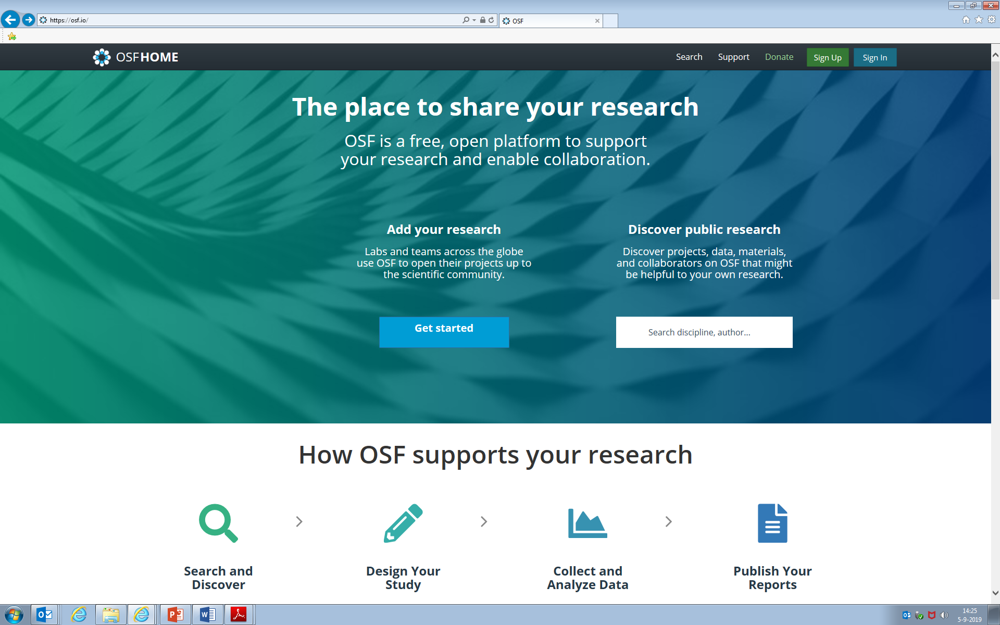 https://osf.io/
OSF
OSFHOME
Search
Support
Donate
Sign Up
Sign In
The place to share your research
OSF is a free, open platform to support
your research and enable collaboration.
Add your research
Labs and teams across the globe
use OSF to open their projects up to
the scientific community.
Get started
Discover public research
Discover projects, data, materials,
and collaborators on OSF that might
be helpful to your own research.
Search discipline, author...
How OSF supports your research
Search and
Discover
Design Your
Study
Collect and
Analyze Data
Publish Your
Reports
14:25
5-9-2019